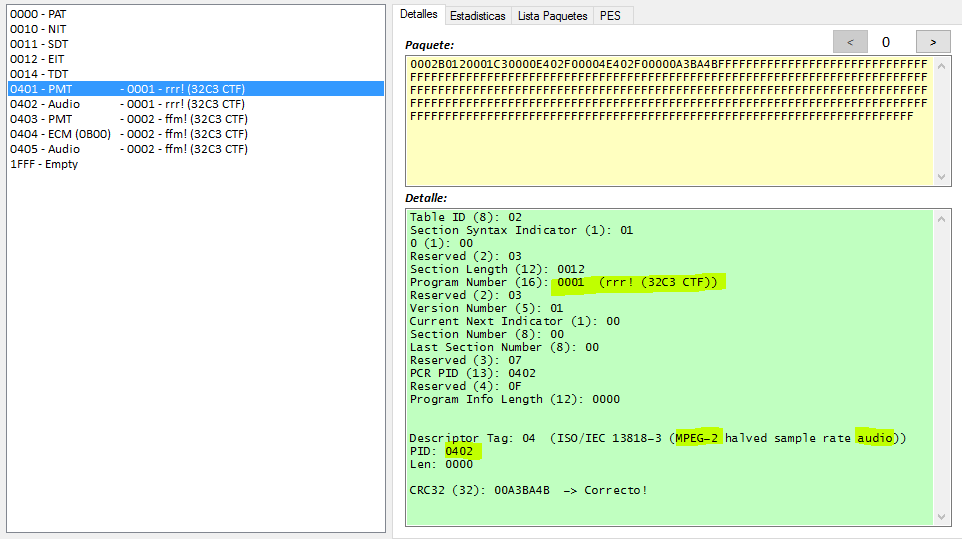 0000 - PAT
0010 - NIT
0011 - SDT
0012 - EIT
0014 - TDT
0401 - PMT - 0001 - rrr! (32C3 CTF)
0402 - Audio - 0001 - rrr! (32C3 CTF)
0403 - PMT - 0002 - ffm! (32C3 CTF)
0404 - ECM (0B00) - 0002 - ffm! (32C3 CTF)
0405 - Audio - 0002 - ffm! (32C3 CTF)
1FFF - Empty
Detalles Estadisticas Lista Paquetes PES
Paquete: < 0 >
0002B0120001C30000E402F00004E402F00000A3BA4BFFFFFFFFFFFFFFFFFFFFFFFFFFFFFF
FFFFFFFFFFFFFFFFFFFFFFFFFFFFFFFFFFFFFFFFFFFFFFFFFFFFFFFFFFFFFFFFFFFFFFFFFF
FFFFFFFFFFFFFFFFFFFFFFFFFFFFFFFFFFFFFFFFFFFFFFFFFFFFFFFFFFFFFFFFFFFFFFFFFF
FFFFFFFFFFFFFFFFFFFFFFFFFFFFFFFFFFFFFFFFFFFFFFFFFFFFFFFFFFFFFFFFFFFFFFFFFF
FFFFFFFFFFFFFFFFFFFFFFFFFFFFFFFFFFFFFFFFFFFFFFFFFFFFFFFFFFFFFFFFFFFFFFFF
Detalle:
Table ID (8): 02
Section Syntax Indicator (1): 01
0 (1): 00
Reserved (2): 03
Section Length (12): 0012
Program Number (16): 0001 (rrr! (32C3 CTF))
Reserved (2): 03
Version Number (5): 01
Current Next Indicator (1): 00
Section Number (8): 00
Last Section Number (8): 00
Reserved (3): 07
PCR PID (13): 0402
Reserved (4): 0F
Program Info Length (12): 0000
Descriptor Tag: 04 (ISO/IEC 13818-3 (MPEG-2 halved sample rate audio))
PID: 0402
Len: 0000
CRC32 (32): 00A3BA4B -> Correcto!